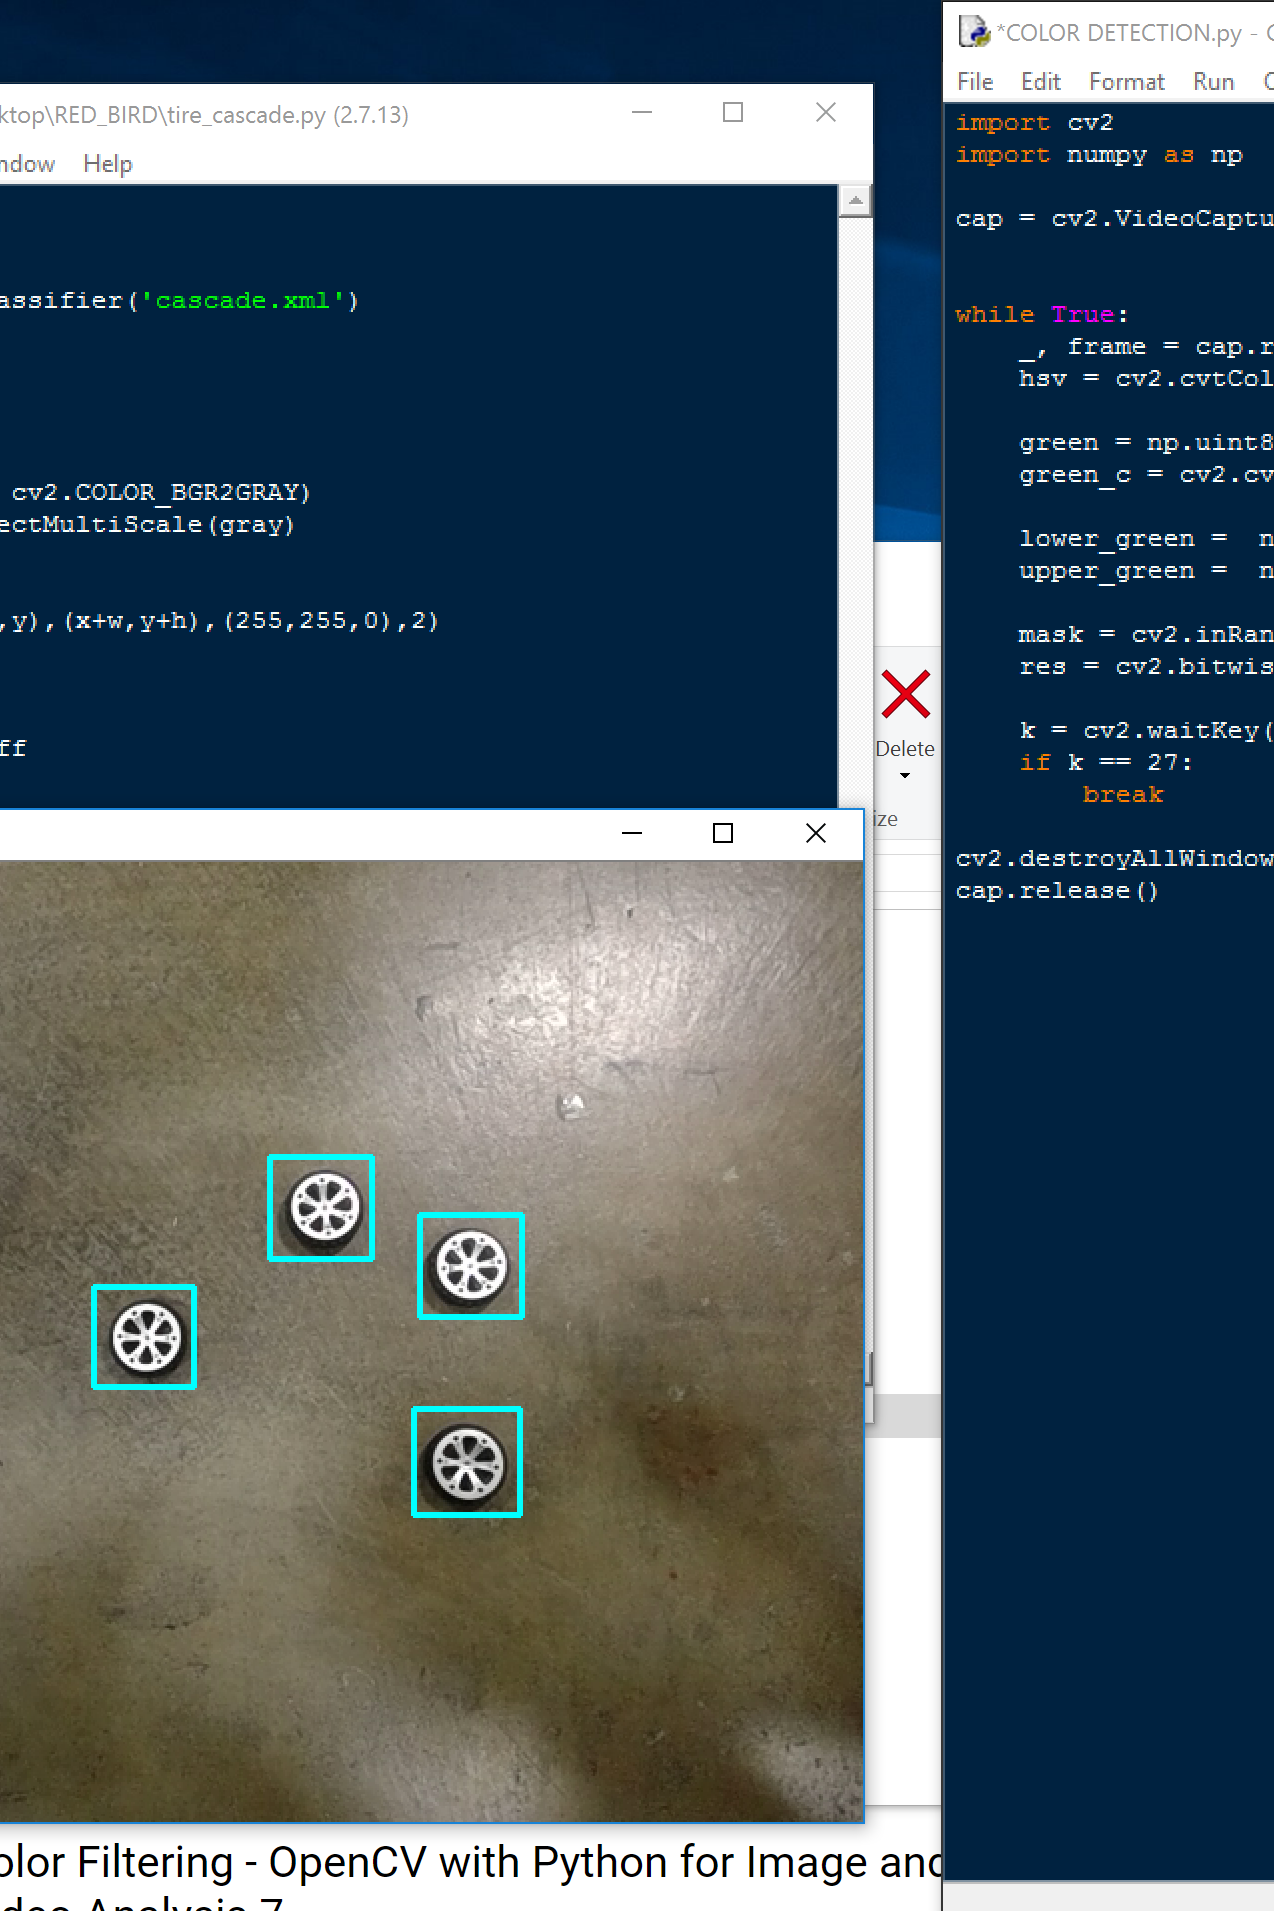 ktop\RED_BIRD\tire_cascade.py (2.7.13)
ndow Help
assifier('cascade.xml')
cv2.COLOR_BGR2GRAY)
ectMultiScale(gray)
,y),(x+w,y+h),(255,255,0),2)
ff
Delete
ize
*COLOR DETECTION.py -
File Edit Format Run
import cv2
import numpy as np
cap = cv2.VideoCaptu
while True:
_, frame = cap.r
hsv = cv2.cvtCol
green = np.uint8
green_c = cv2.cv
lower_green = n
upper_green = n
mask = cv2.inRan
res = cv2.bitwis
k = cv2.waitKey(
if k == 27:
break
cv2.destroyAllWindow
cap.release()
olor Filtering - OpenCV with Python for Image and
deo Analysis 7